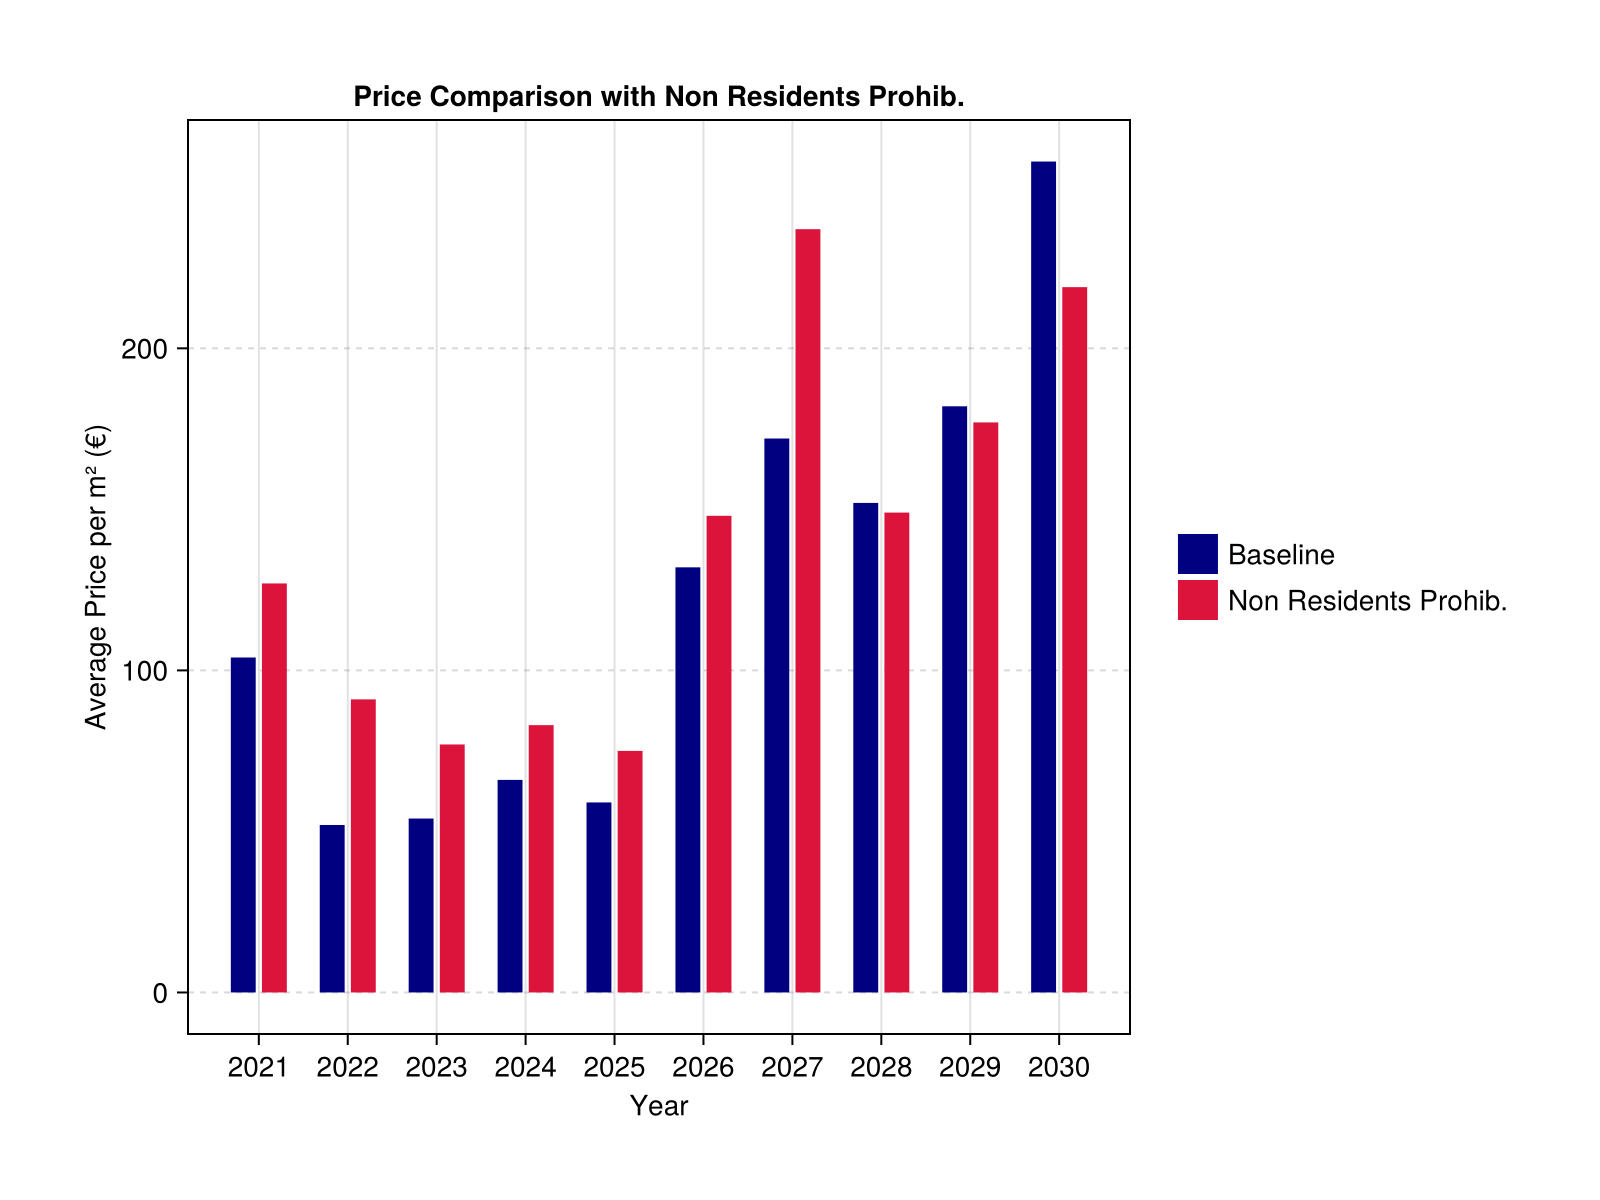 Price Comparison with Non Residents Prohib.
Average Price per m² (€)
200
100
0
2021 2022 2023 2024 2025 2026 2027 2028 2029 2030
Year
Baseline
Non Residents Prohib.